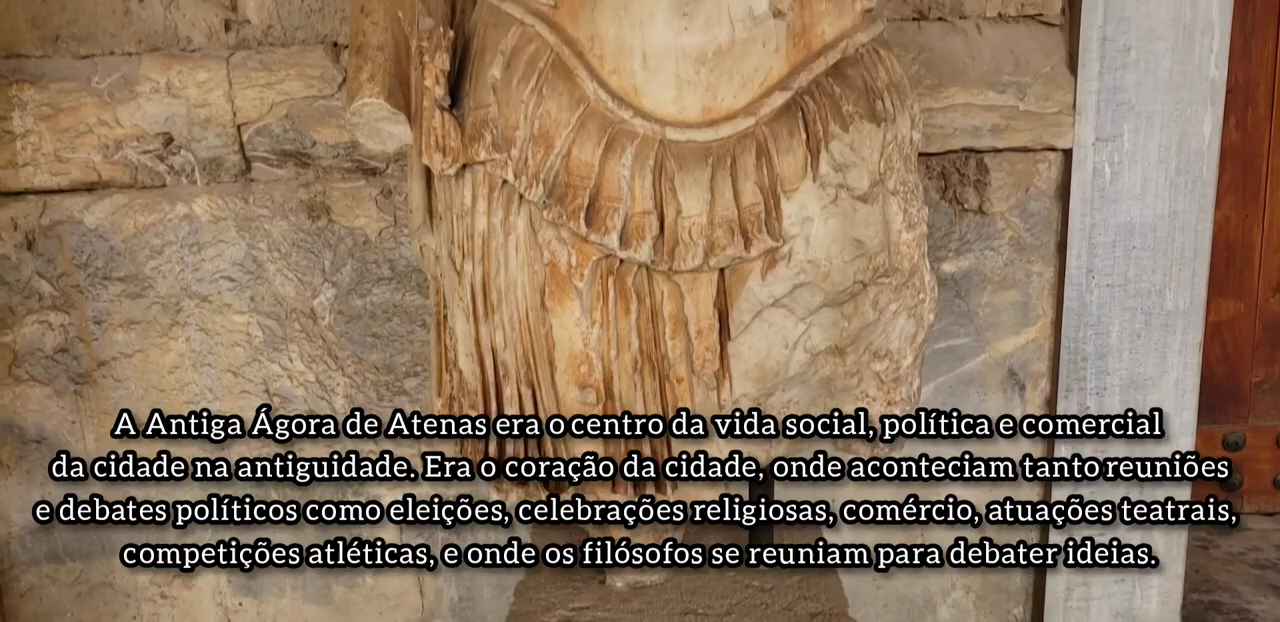 A Antiga Ágora de Atenas era o centro da vida social, política e comercial
da cidade na antiguidade. Era o coração da cidade, onde aconteciam tanto reuniões
e debates políticos como eleições, celebrações religiosas, comércio, atuações teatrais,
competições atléticas, e onde os filósofos se reuniam para debater ideias.